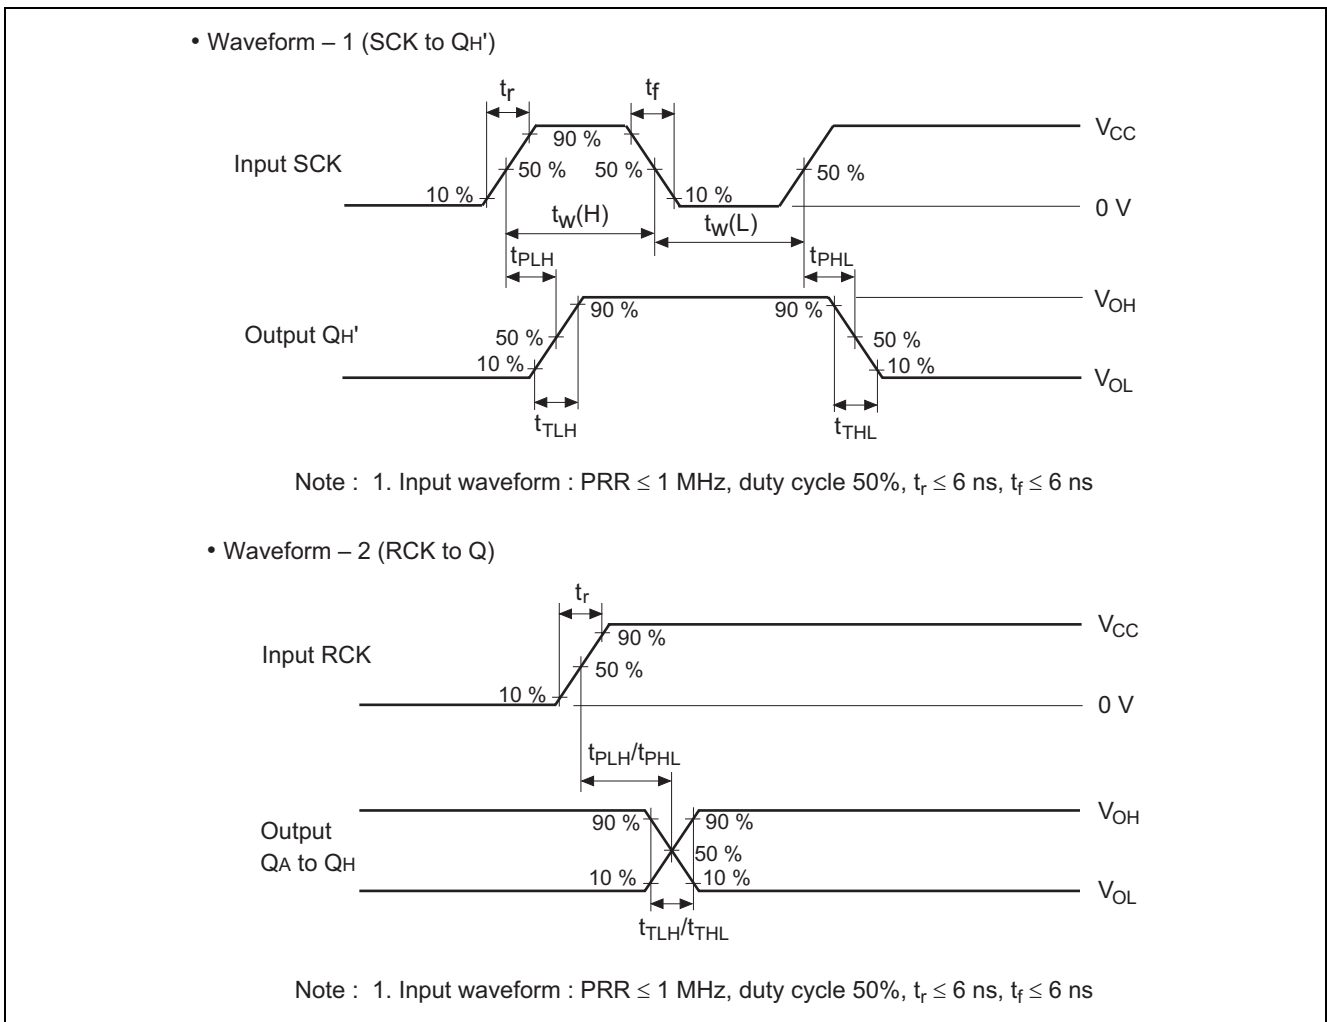 • Waveform – 1 (SCK to QH')
tr
tf
90 %
Input SCK
50 %
50 %
50 %
10 %
10 %
VCC
0 V
tw(H)
tw(L)
tPLH
tPHL
VOH
90 %
90 %
Output QH'
50 %
50 %
10 %
10 %
VOL
tTLH
tTHL
Note : 1. Input waveform : PRR ≤ 1 MHz, duty cycle 50%, tr ≤ 6 ns, tf ≤ 6 ns
• Waveform – 2 (RCK to Q)
tr
VCC
90 %
Input RCK
50 %
10 %
0 V
tPLH/tPHL
VOH
90 %
90 %
Output
QA to QH
50 %
10 %
10 %
VOL
tTLH/tTHL
Note : 1. Input waveform : PRR ≤ 1 MHz, duty cycle 50%, tr ≤ 6 ns, tf ≤ 6 ns